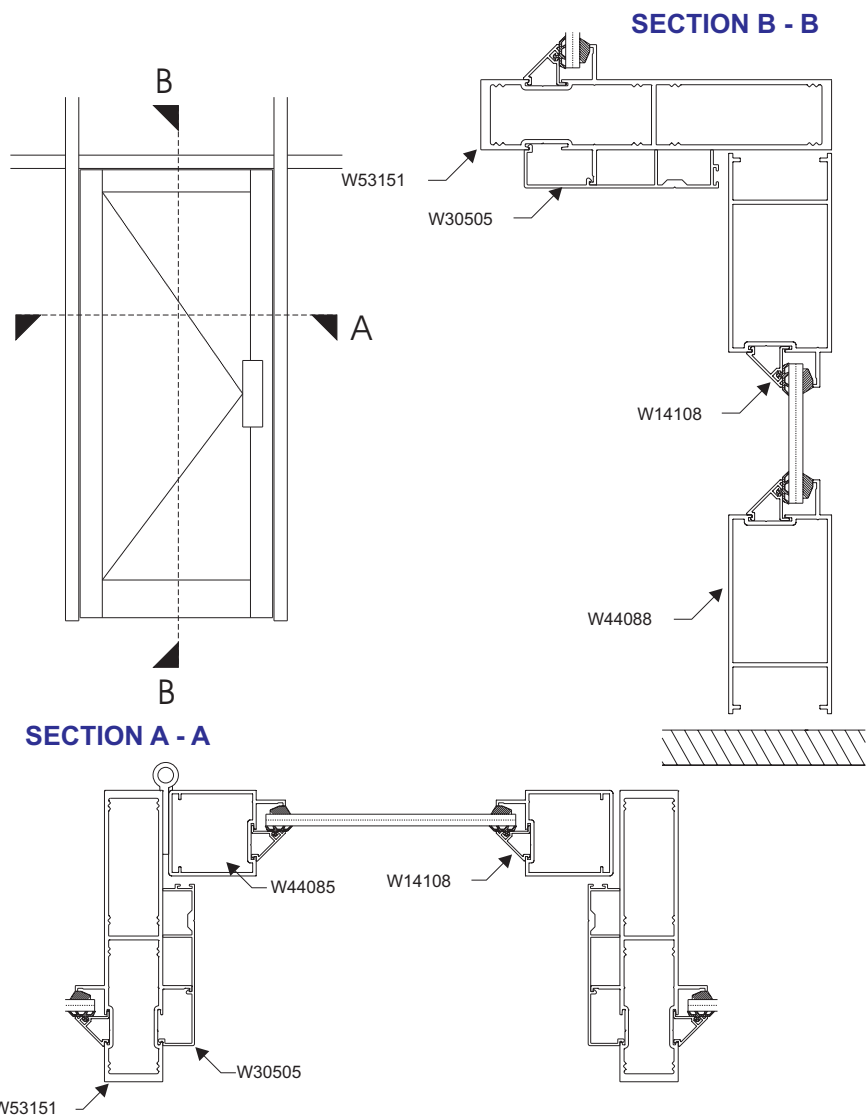 SECTION B - B
B
W53151
W30505
A
W14108
W44088
B
SECTION A - A
W44085
W14108
W30505
W53151